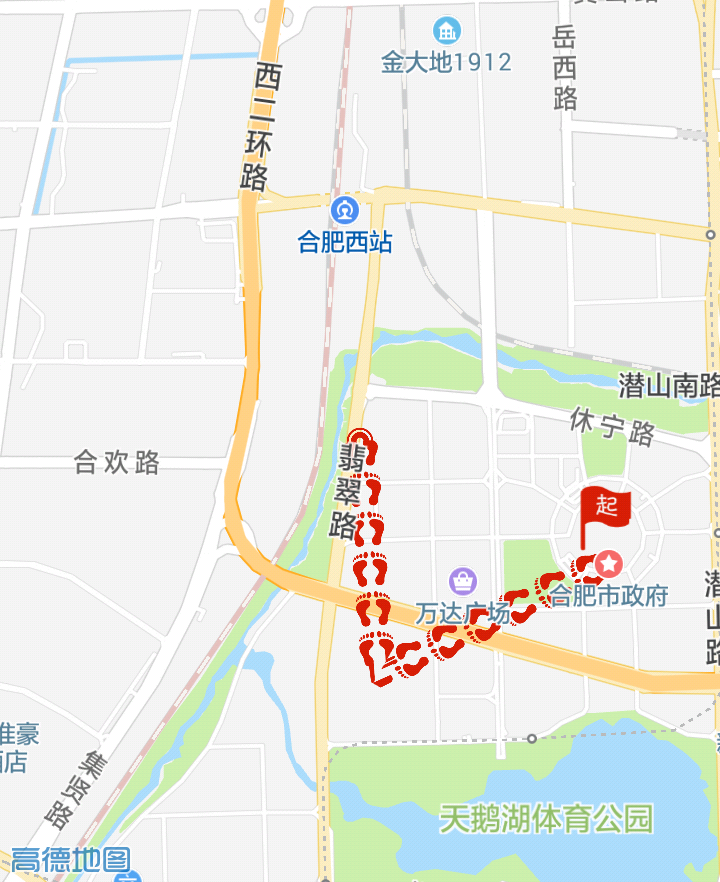 金大地1912
岳西路
西二环路
合肥西站
潜山南路
休宁路
合欢路
翡翠路
起
万达广场
合肥市政府
潜山路
集贤路
天鹅湖体育公园
高德地图